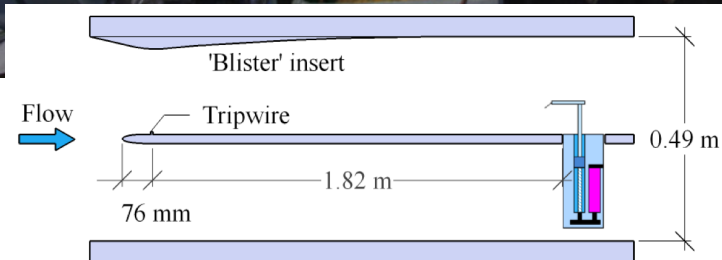 'Blister' insert
Flow
Tripwire
0.49 m
1.82 m
76 mm